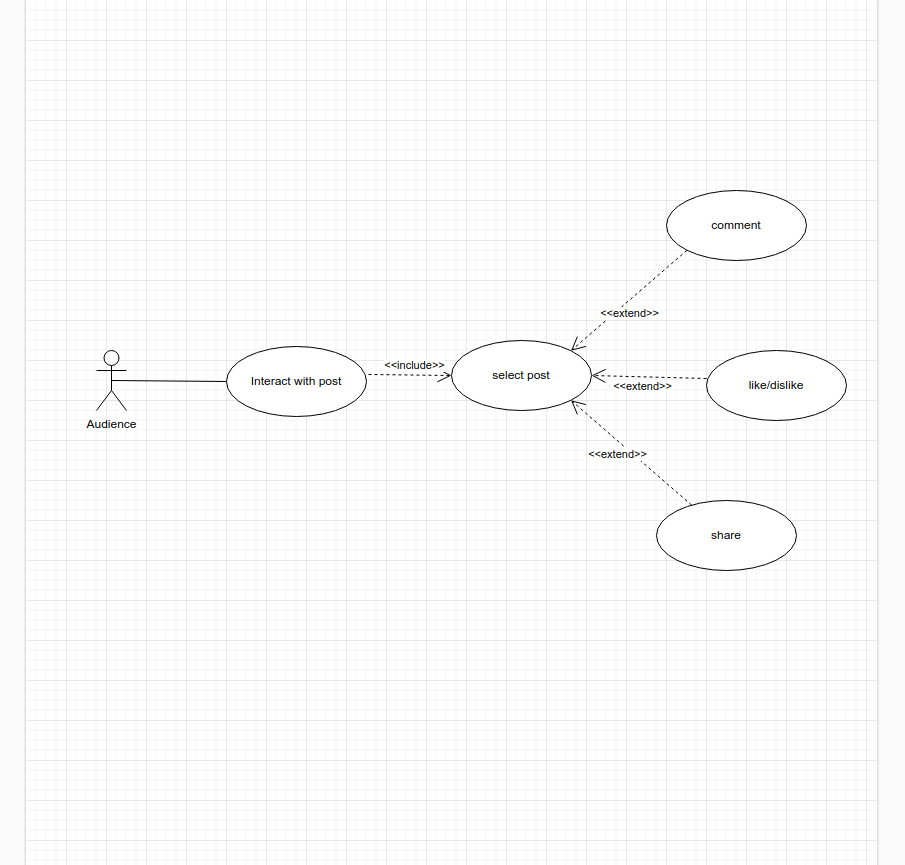 comment
<<extend>>
<<include>>
select post
Interact with post
like/dislike
<<extend>>
Audience
<<extend>>
share